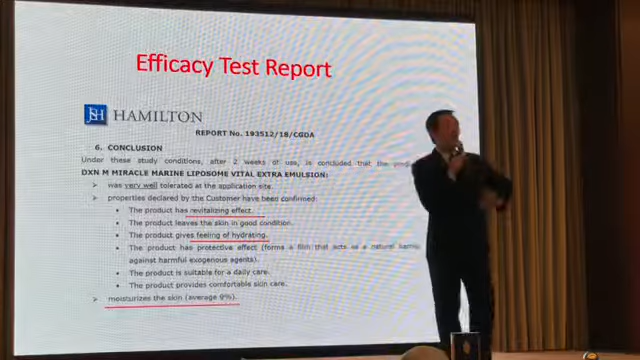 Efficacy Test Report
JSH HAMILTON
REPORT No. 193512/18/CGDA
6. CONCLUSION
Under these study conditions, after 2 weeks of use, is concluded that the
DXN M MIRACLE MARINE LIPOSOME VITAL EXTRA EMULSION:
➢ was very well tolerated at the application site.
➢ properties declared by the Customer have been confirmed:
• The product has revitalizing effect.
• The product leaves the skin in good condition.
• The product gives feeling of hydrating.
• The product has protective effect (forms a film that acts as a natural barrier
against harmful exogenous agents).
• The product is suitable for a daily care.
• The product provides comfortable skin care.
➢ moisturizes the skin (average 9%).